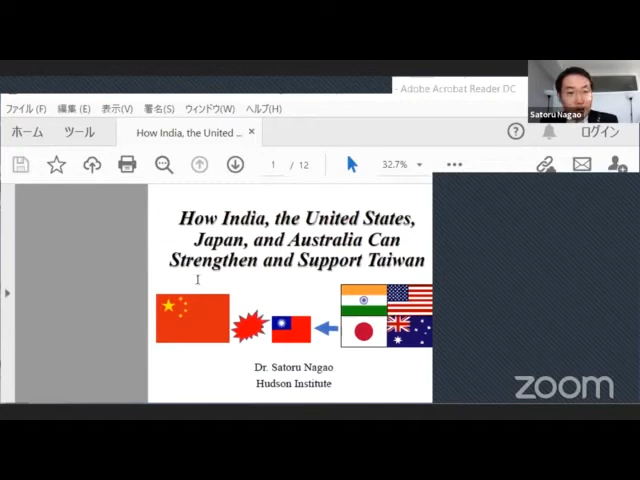 - Adobe Acrobat Reader DC
Satoru Nagao
ファイル(F) 編集(E) 表示(V) 署名(S) ウィンドウ(W) ヘルプ(H)
ホーム ツール How India, the United ... × ? ログイン
1 / 12 32.7%
How India, the United States,
Japan, and Australia Can
Strengthen and Support Taiwan
Dr. Satoru Nagao
Hudson Institute
zoom